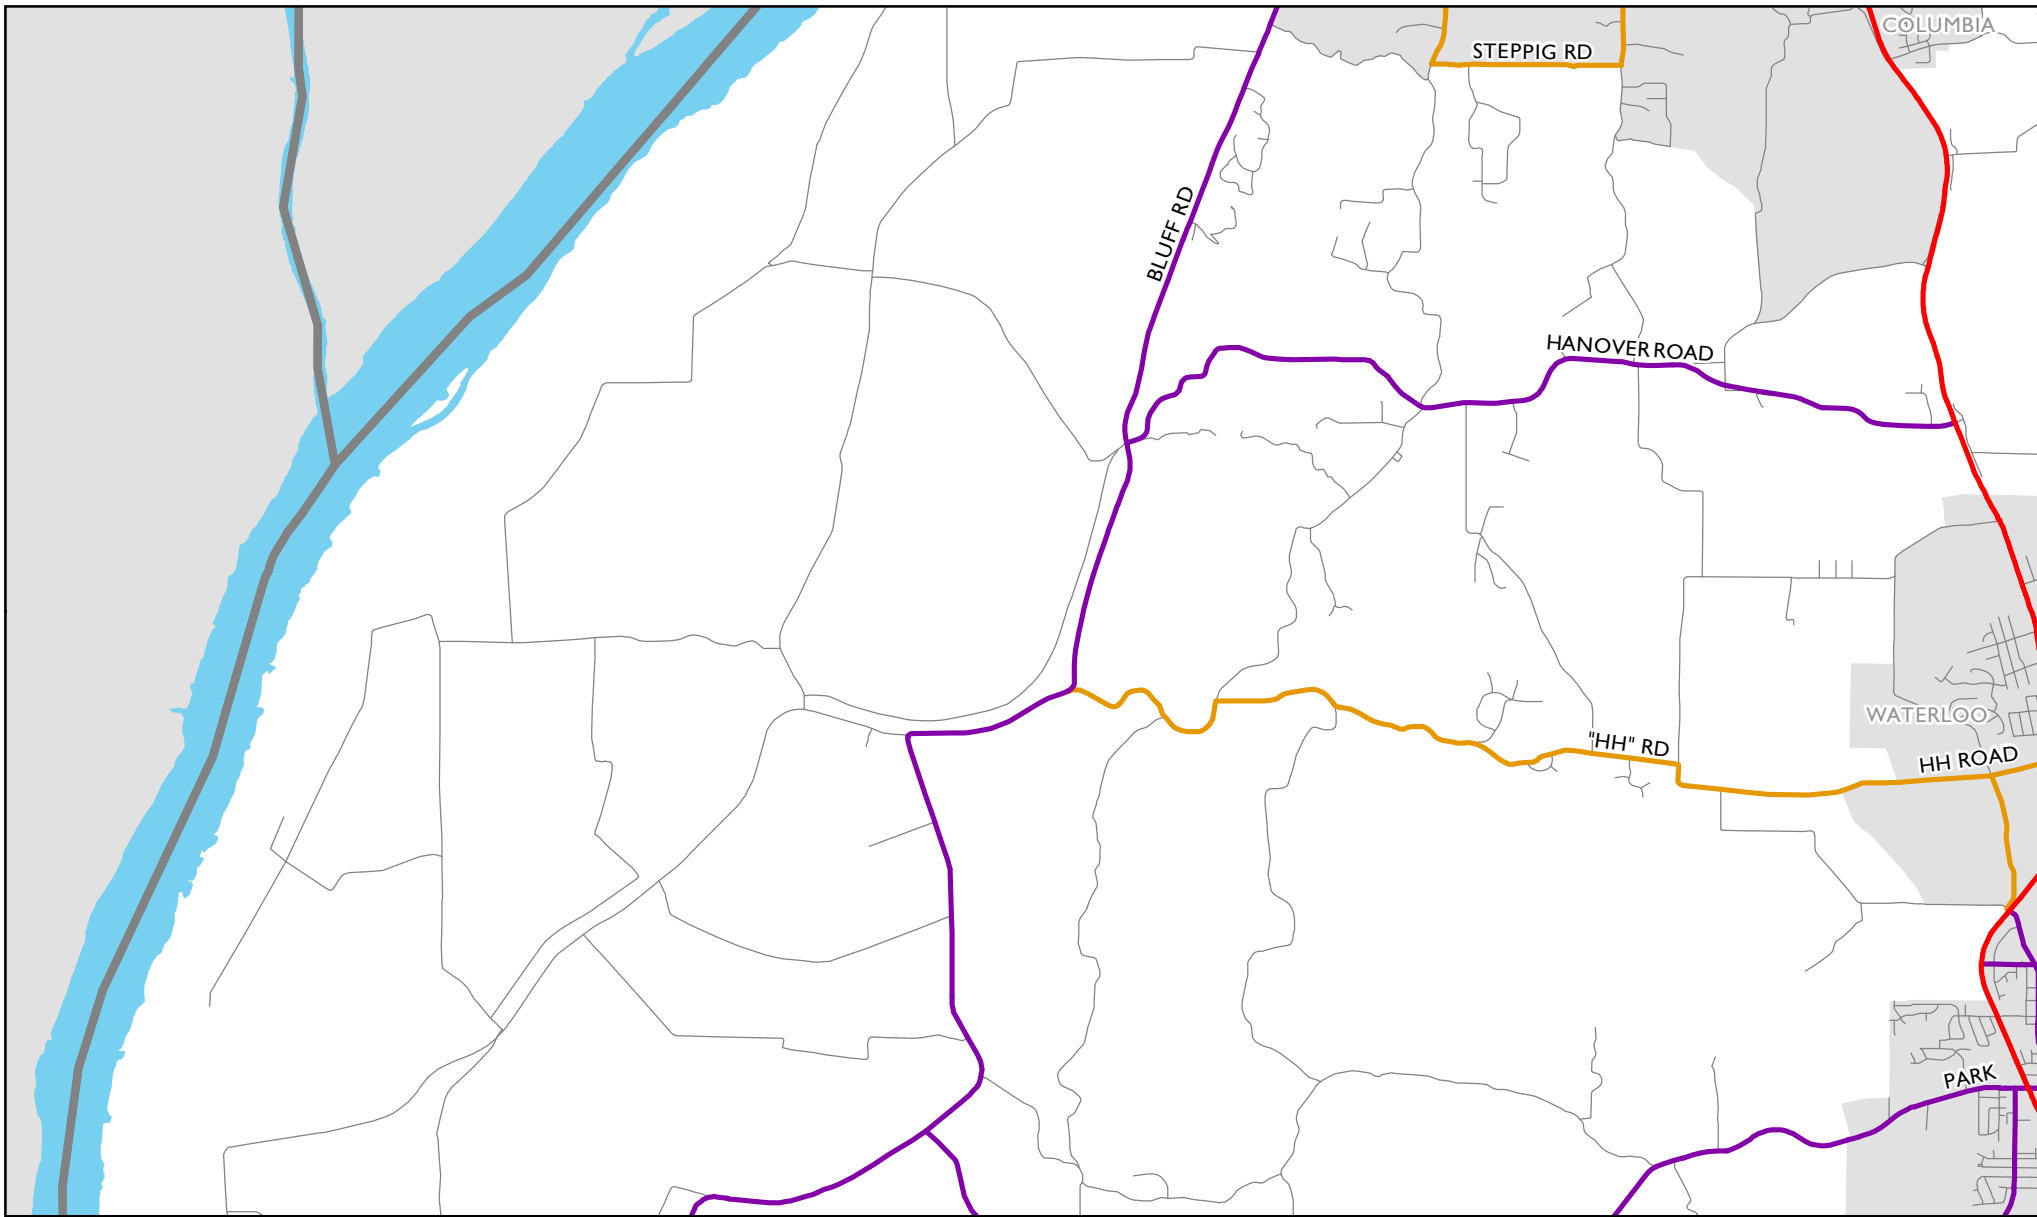 COLUMBIA
STEPPIG RD
BLUFF RD
HANOVER ROAD
WATERLOO
"HH" RD
HH ROAD
PARK